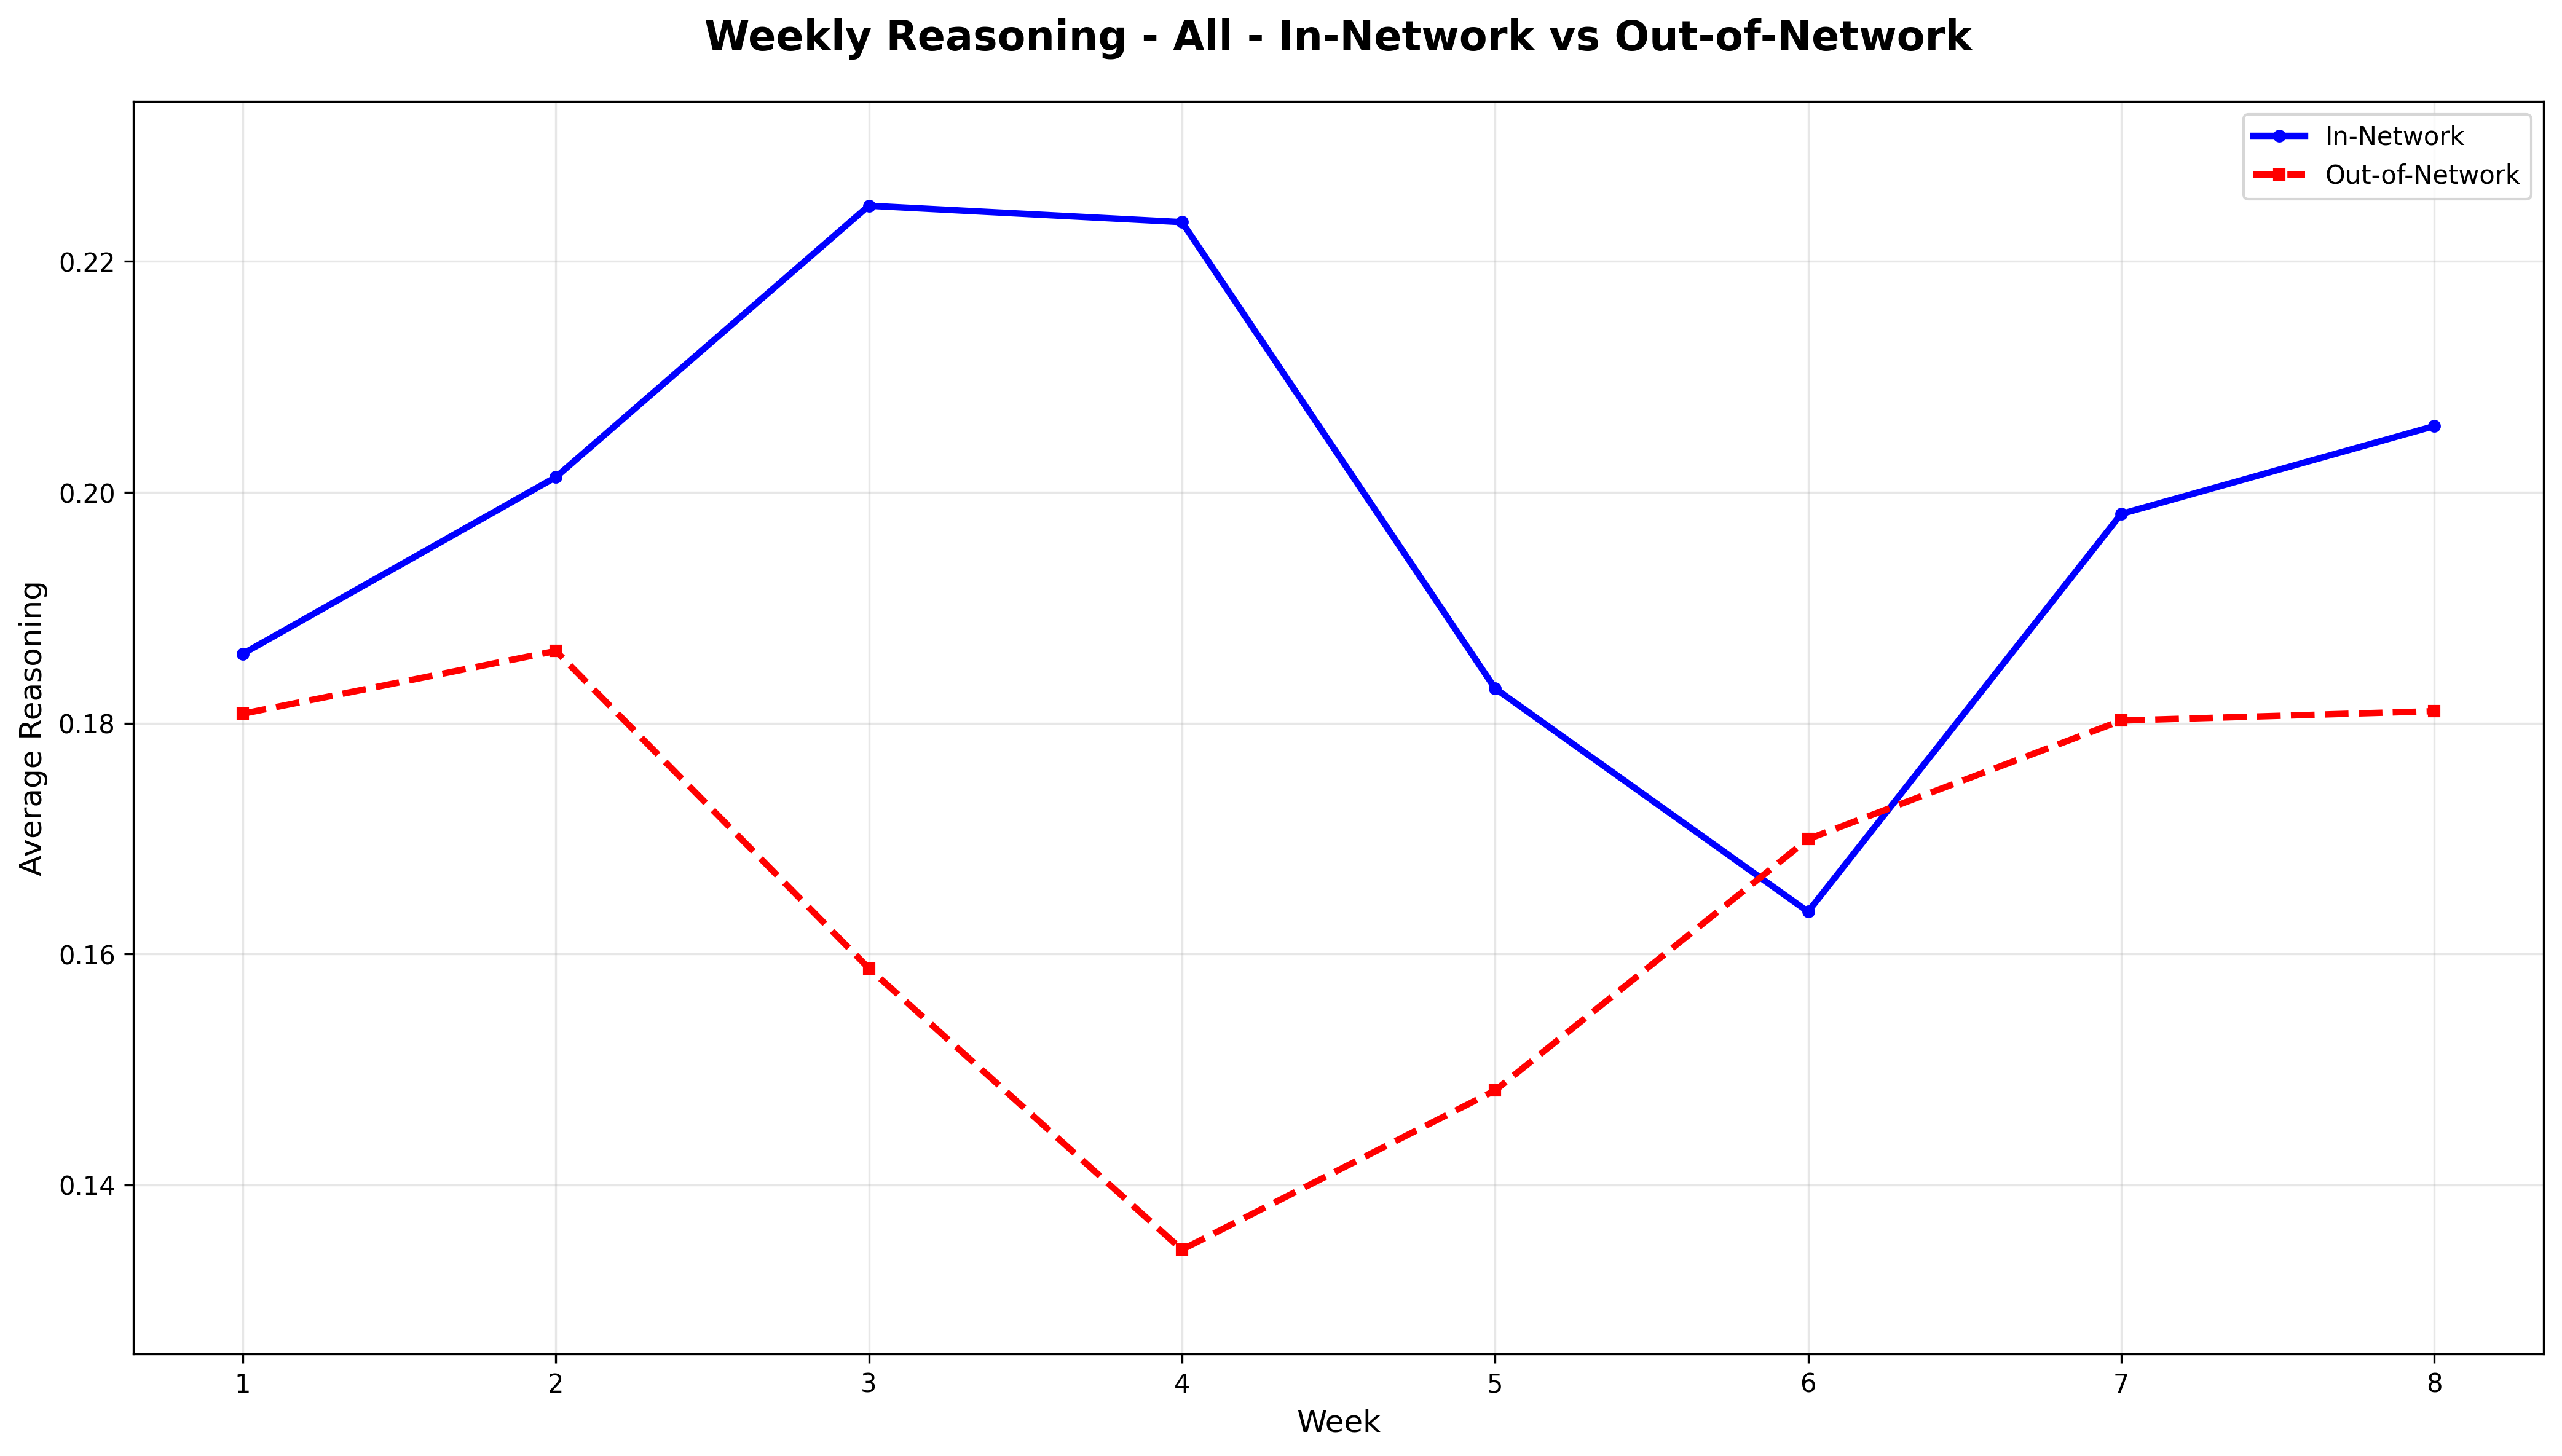 Weekly Reasoning - All - In-Network vs Out-of-Network
In-Network
Out-of-Network
Average Reasoning
0.22
0.20
0.18
0.16
0.14
1 2 3 4 5 6 7 8
Week